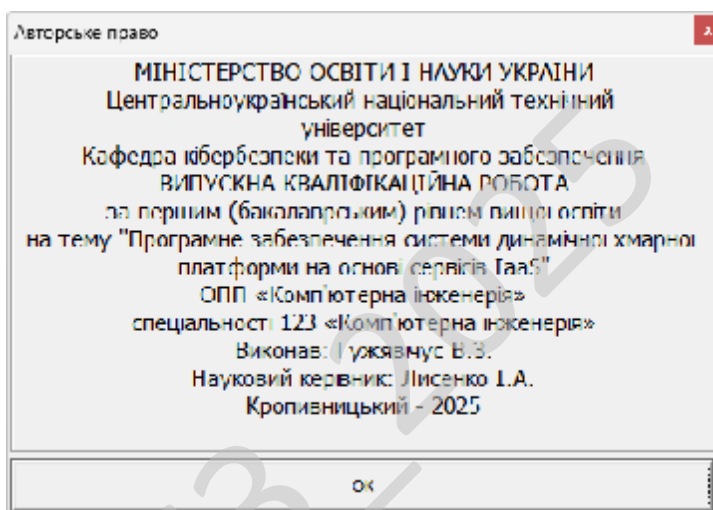 Авторське право
МІНІСТЕРСТВО ОСВІТИ І НАУКИ УКРАЇНИ
Центральноукраїнський національний технічний
університет
Кафедра кібербезпеки та програмного забезпечення
ВИПУСКНА КВАЛІФІКАЦІЙНА РОБОТА
за першим (бакалаврським) рівнем вищої освіти
на тему "Програмне забезпечення системи динамічної хмарної
платформи на основі сервісів IaaS"
ОПП «Комп'ютерна інженерія»
спеціальності 123 «Комп'ютерна інженерія»
Виконав: В.З.
Науковий керівник: Лисенко І.А.
Кропивницький - 2025
ОК
3_2025